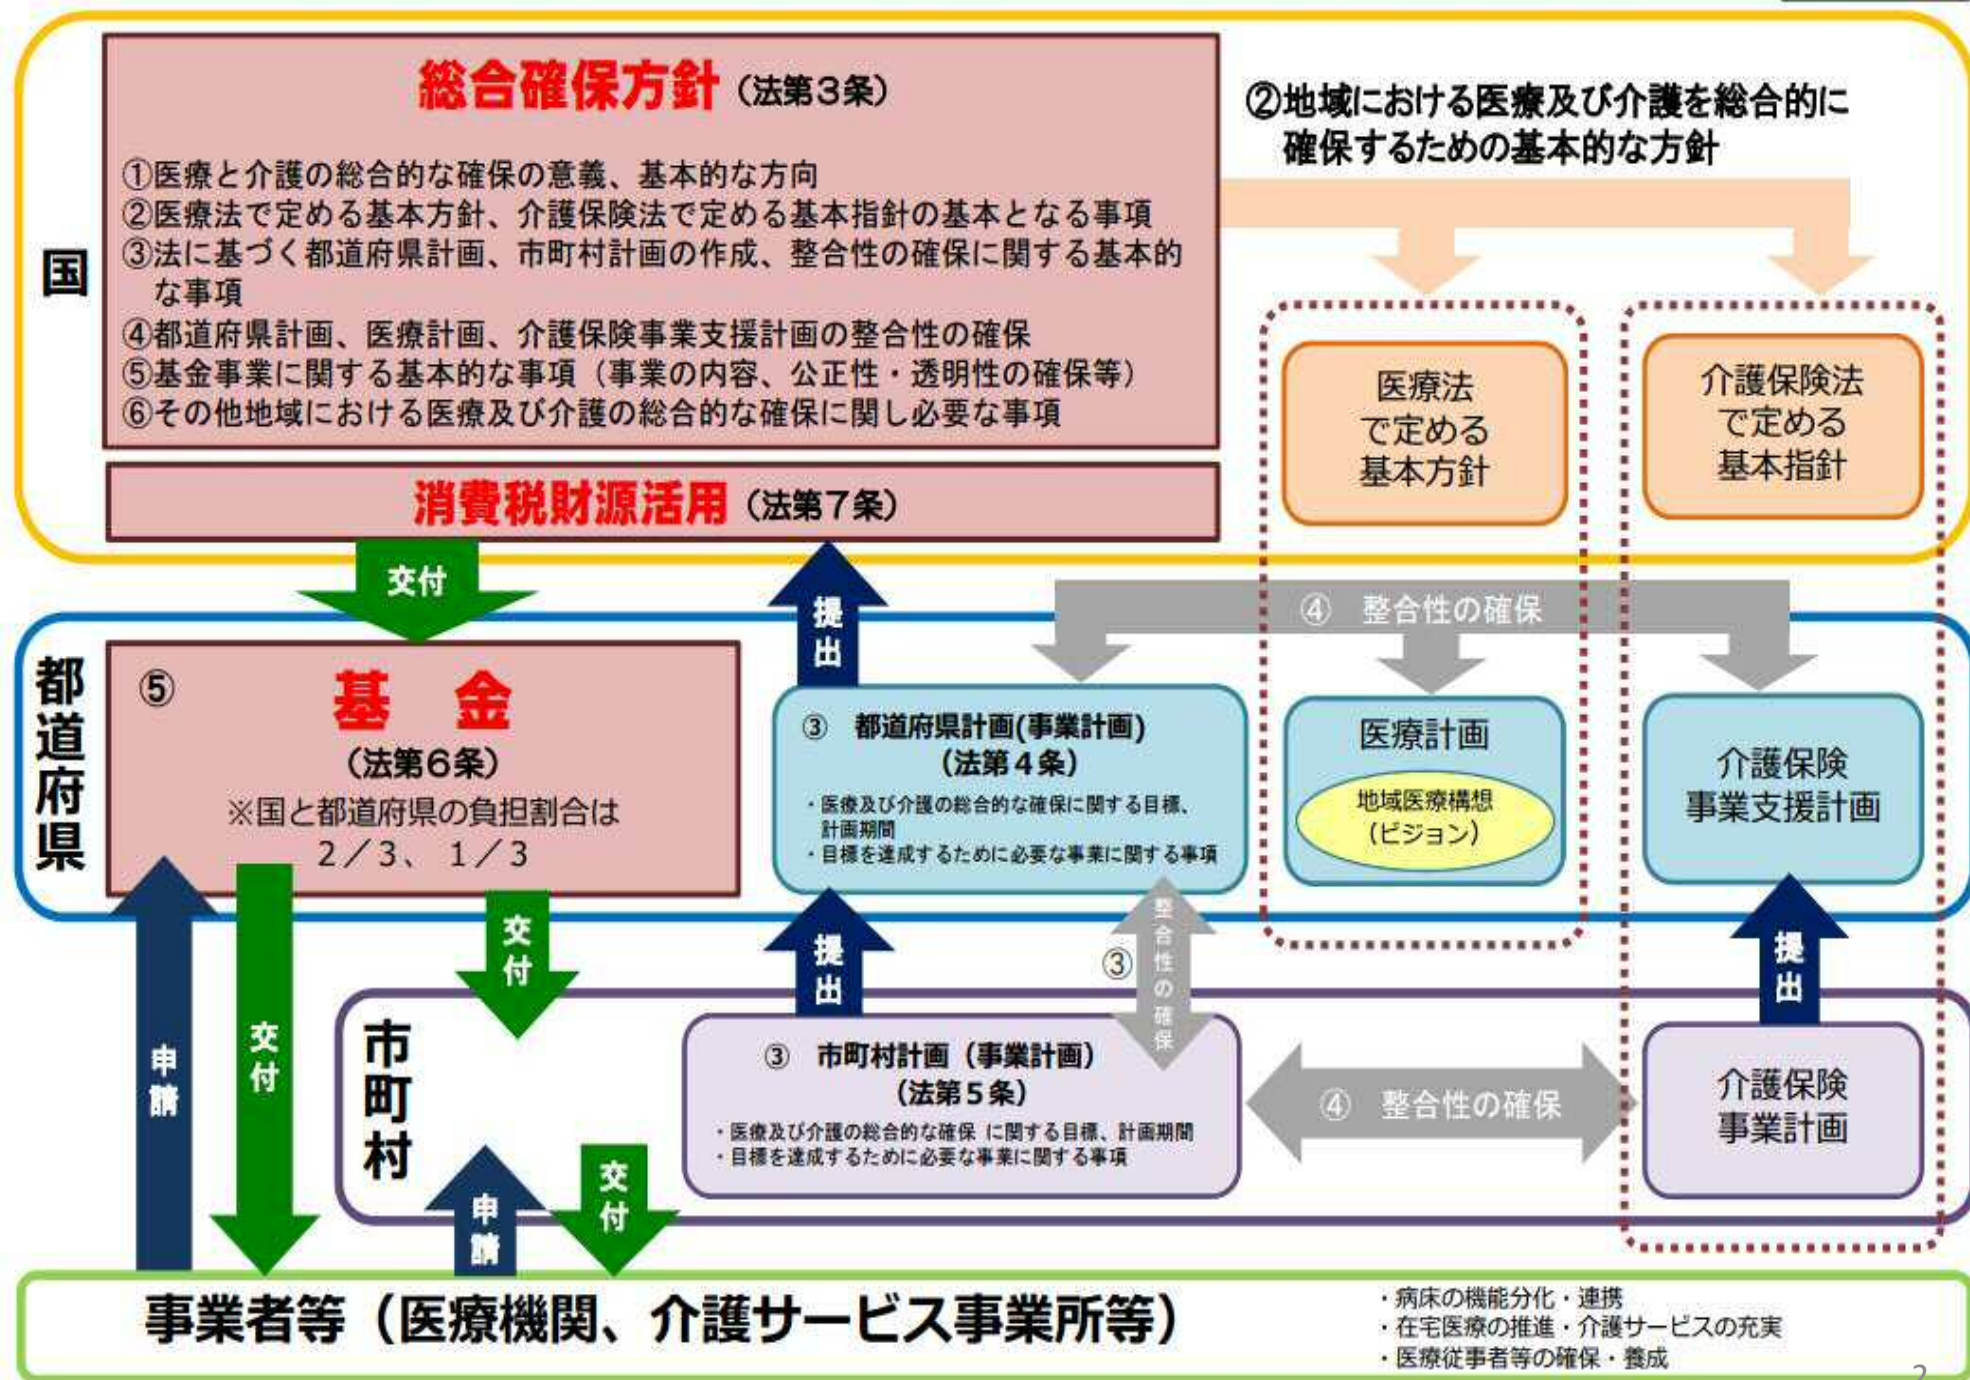 国
総合確保方針（法第３条）
①医療と介護の総合的な確保の意義、基本的な方向
②医療法で定める基本方針、介護保険法で定める基本指針の基本となる事項
③法に基づく都道府県計画、市町村計画の作成、整合性の確保に関する基本的
な事項
④都道府県計画、医療計画、介護保険事業支援計画の整合性の確保
⑤基金事業に関する基本的な事項（事業の内容、公正性・透明性の確保等）
⑥その他地域における医療及び介護の総合的な確保に関し必要な事項
②地域における医療及び介護を総合的に
確保するための基本的な方針
医療法
で定める
基本方針
介護保険法
で定める
基本指針
消費税財源活用（法第７条）
交付
提出
④　整合性の確保
都道府県
⑤
基　金
（法第６条）
※国と都道府県の負担割合は
２／３、１／３
③　都道府県計画(事業計画)
（法第４条）
・医療及び介護の総合的な確保に関する目標、
計画期間
・目標を達成するために必要な事業に関する事項
医療計画
地域医療構想
（ビジョン）
介護保険
事業支援計画
申請
交付
交付
提出
③
整合性の確保
提出
市町村
③　市町村計画（事業計画）
（法第５条）
・医療及び介護の総合的な確保 に関する目標、計画期間
・目標を達成するために必要な事業に関する事項
④　整合性の確保
介護保険
事業計画
申請
交付
事業者等（医療機関、介護サービス事業所等）
・病床の機能分化・連携
・在宅医療の推進・介護サービスの充実
・医療従事者等の確保・養成
2